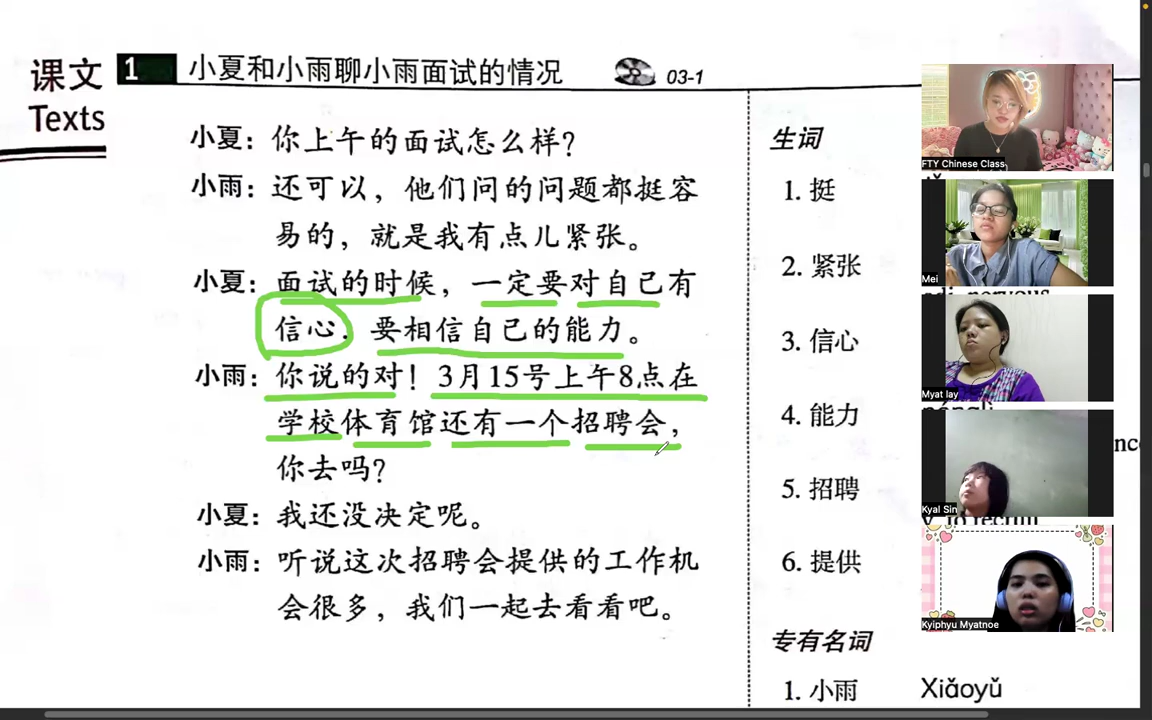 课文 1 小夏和小雨聊小雨面试的情况 03-1
Texts
小夏：你上午的面试怎么样？
小雨：还可以，他们问的问题都挺容
易的，就是我有点儿紧张。
小夏：面试的时候，一定要对自己有
信心，要相信自己的能力。
小雨：你说的对！3月15号上午8点在
学校体育馆还有一个招聘会，
你去吗？
小夏：我还没决定呢。
小雨：听说这次招聘会提供的工作机
会很多，我们一起去看看吧。
生词
1. 挺
2. 紧张
3. 信心
4. 能力
5. 招聘
6. 提供
专有名词
1. 小雨 Xiǎoyǔ
FTY Chinese Class
Mei
Myat lay
Kyal Sin
Kyiphyu Myatnoe